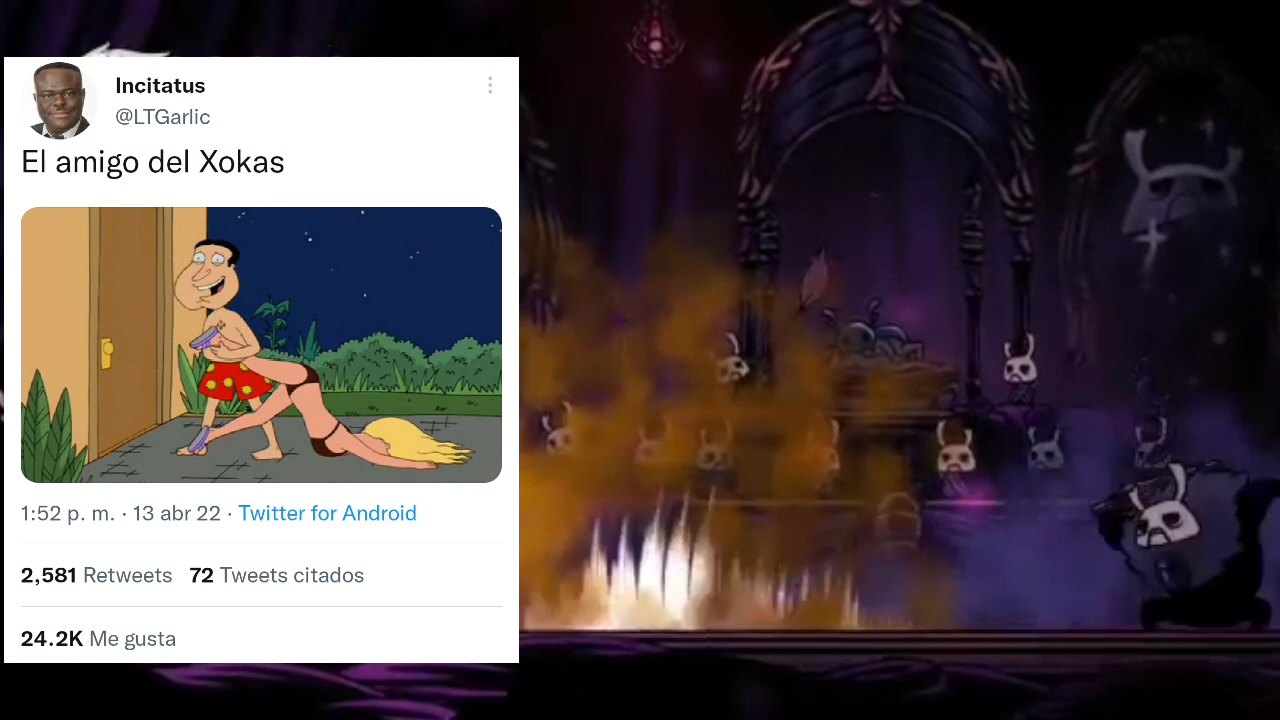 Incitatus
@LTGarlic
El amigo del Xokas
1:52 p. m. · 13 abr 22 · Twitter for Android
2,581 Retweets 72 Tweets citados
24.2K Me gusta